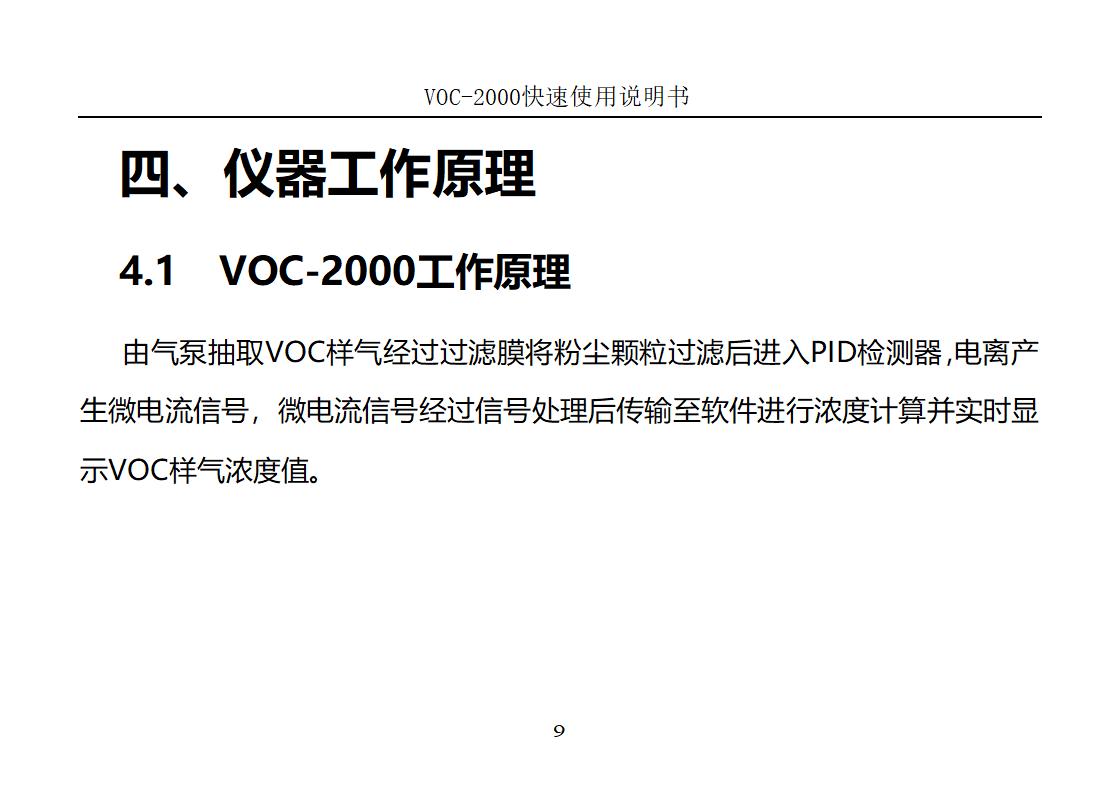 VOC-2000快速使用说明书
四、仪器工作原理
4.1 VOC-2000工作原理
由气泵抽取VOC样气经过过滤膜将粉尘颗粒过滤后进入PID检测器,电离产
生微电流信号，微电流信号经过信号处理后传输至软件进行浓度计算并实时显
示VOC样气浓度值。
9